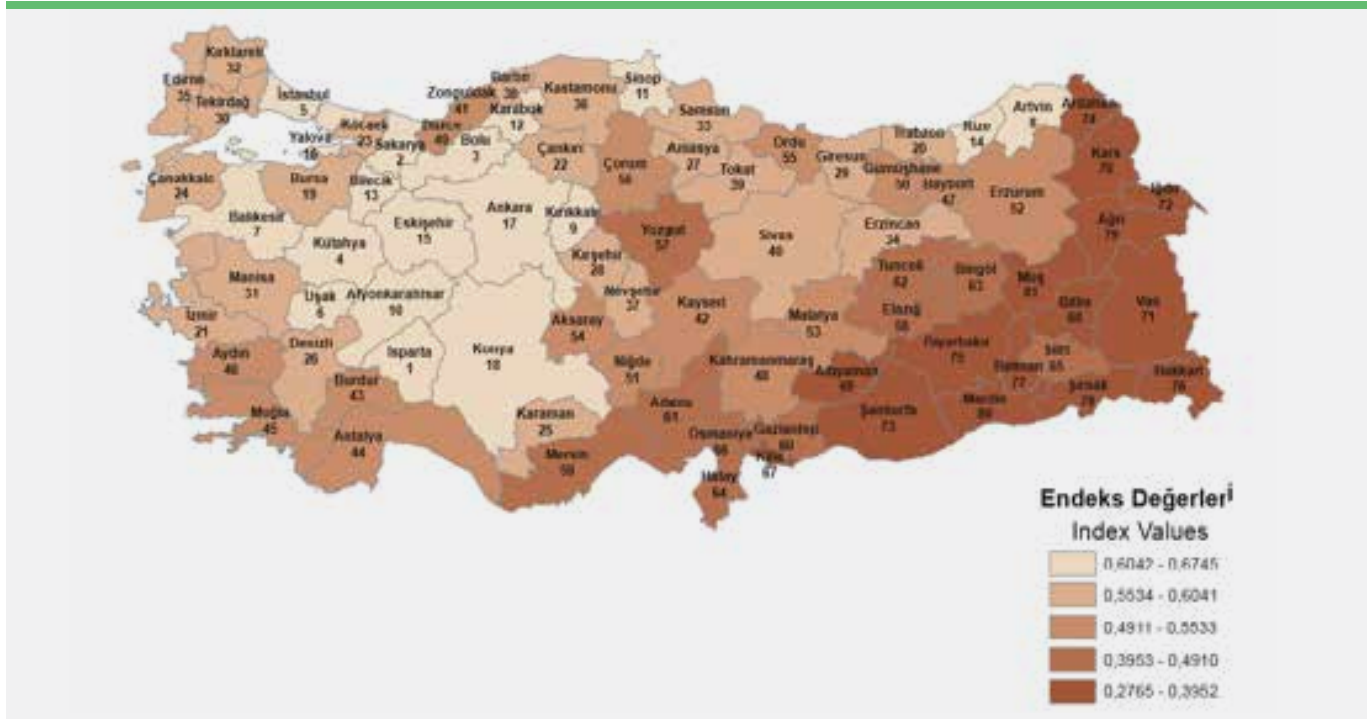 Kırklareli
32
Edirne
35
Tekirdağ
30
İstanbul
5
Yalova
16
Kocaeli
23
Sakarya
2
Düzce
49
Zonguldak
41
Bartın
38
Karabük
12
Bolu
3
Kastamonu
36
Sinop
11
Samsun
33
Çankırı
22
Çorum
56
Amasya
27
Tokat
39
Ordu
55
Giresun
29
Trabzon
20
Gümüşhane
50
Bayburt
47
Rize
14
Artvin
8
Ardahan
74
Kars
70
Iğdır
72
Ağrı
79
Erzurum
52
Erzincan
34
Çanakkale
24
Balıkesir
7
Bursa
19
Bilecik
13
Eskişehir
15
Kütahya
4
Ankara
17
Kırıkkale
9
Yozgat
57
Sivas
40
Kırşehir
28
Nevşehir
37
Kayseri
42
Malatya
53
Tunceli
62
Bingöl
63
Elazığ
58
Muş
81
Bitlis
68
Van
71
Manisa
31
İzmir
21
Uşak
6
Afyonkarahisar
10
Aydın
46
Denizli
26
Isparta
1
Burdur
43
Muğla
45
Antalya
44
Konya
18
Aksaray
54
Niğde
51
Karaman
25
Mersin
59
Adana
61
Kahramanmaraş
48
Osmaniye
66
Gaziantep
60
Kilis
67
Hatay
64
Adıyaman
69
Şanlıurfa
73
Diyarbakır
75
Mardin
80
Batman
77
Siirt
65
Şırnak
78
Hakkari
76
Endeks Değerleri
Index Values
0,6042 - 0,6745
0,5534 - 0,6041
0,4911 - 0,5533
0,3953 - 0,4910
0,2765 - 0,3952